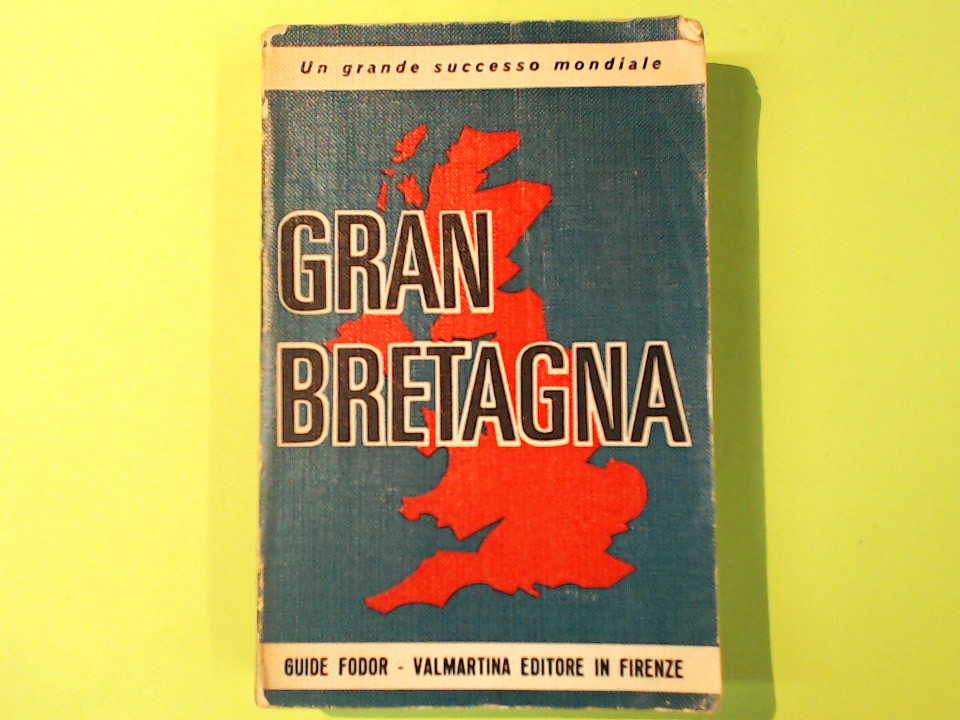 Un grande successo mondiale
GRAN
BRETAGNA
GUIDE FODOR - VALMARTINA EDITORE IN FIRENZE